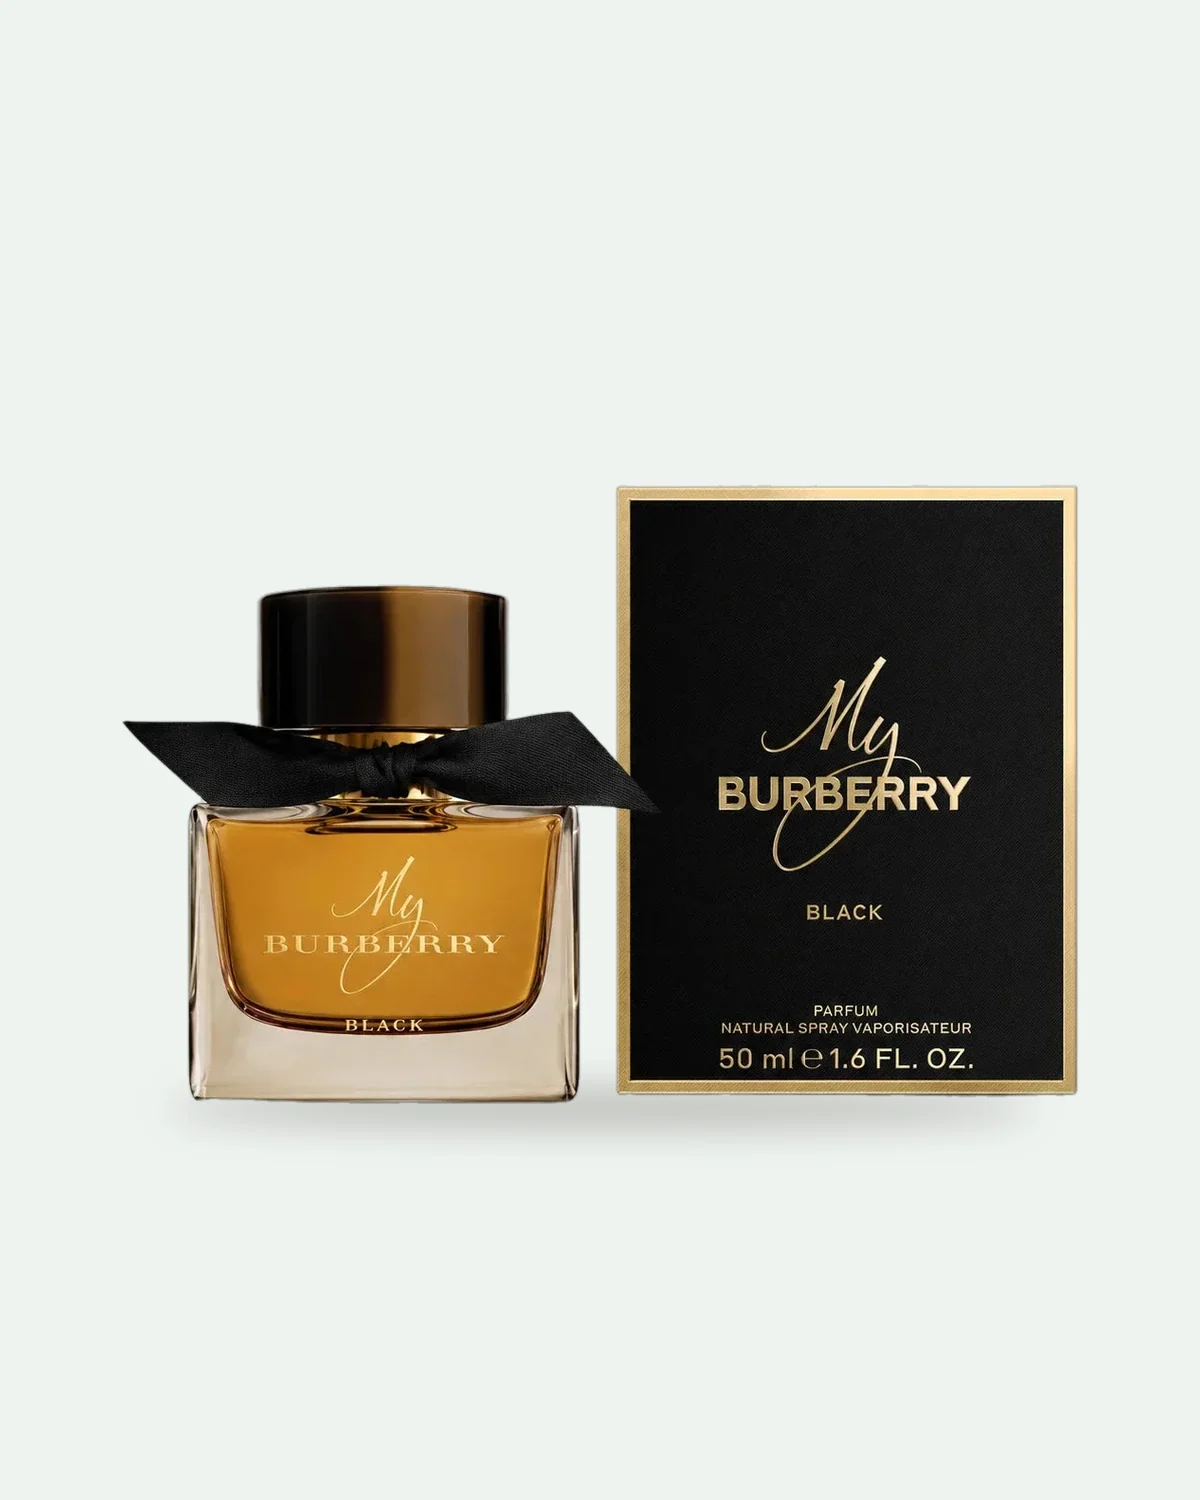 My
BURBERRY
BLACK
My
BURBERRY
BLACK
PARFUM
NATURAL SPRAY VAPORISATEUR
50 ml ℮ 1.6 FL. OZ.